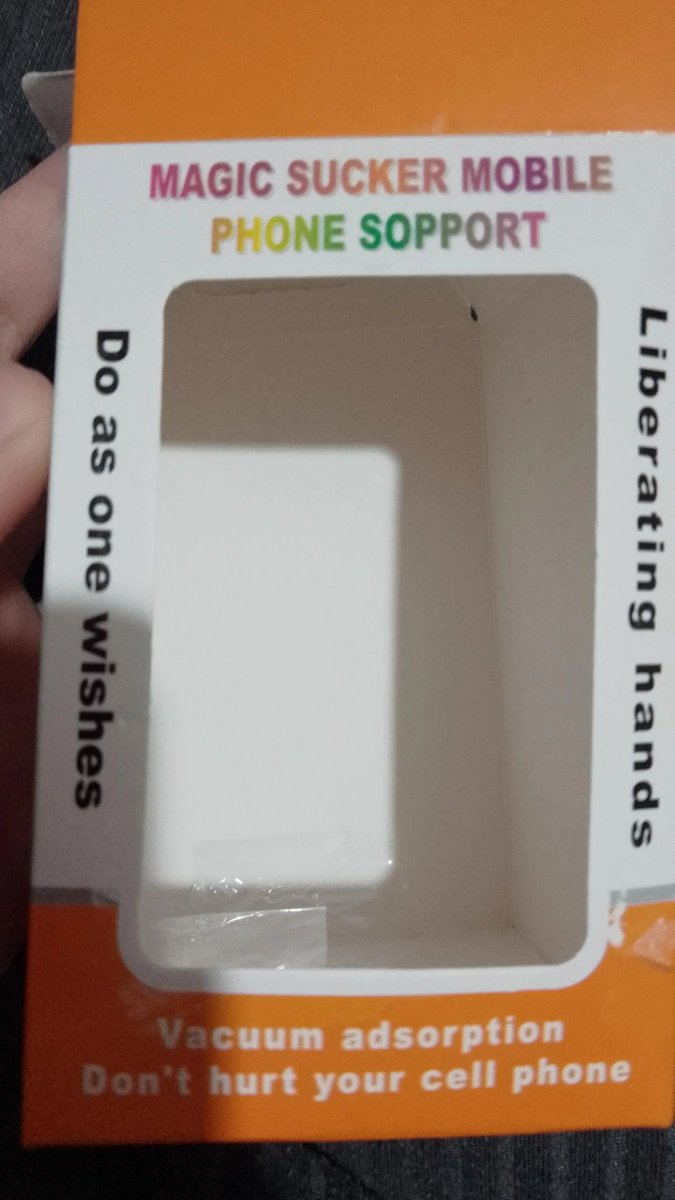 MAGIC SUCKER MOBILE
PHONE SOPPORT
Do as one wishes
Liberating hands
Vacuum adsorption
Don't hurt your cell phone